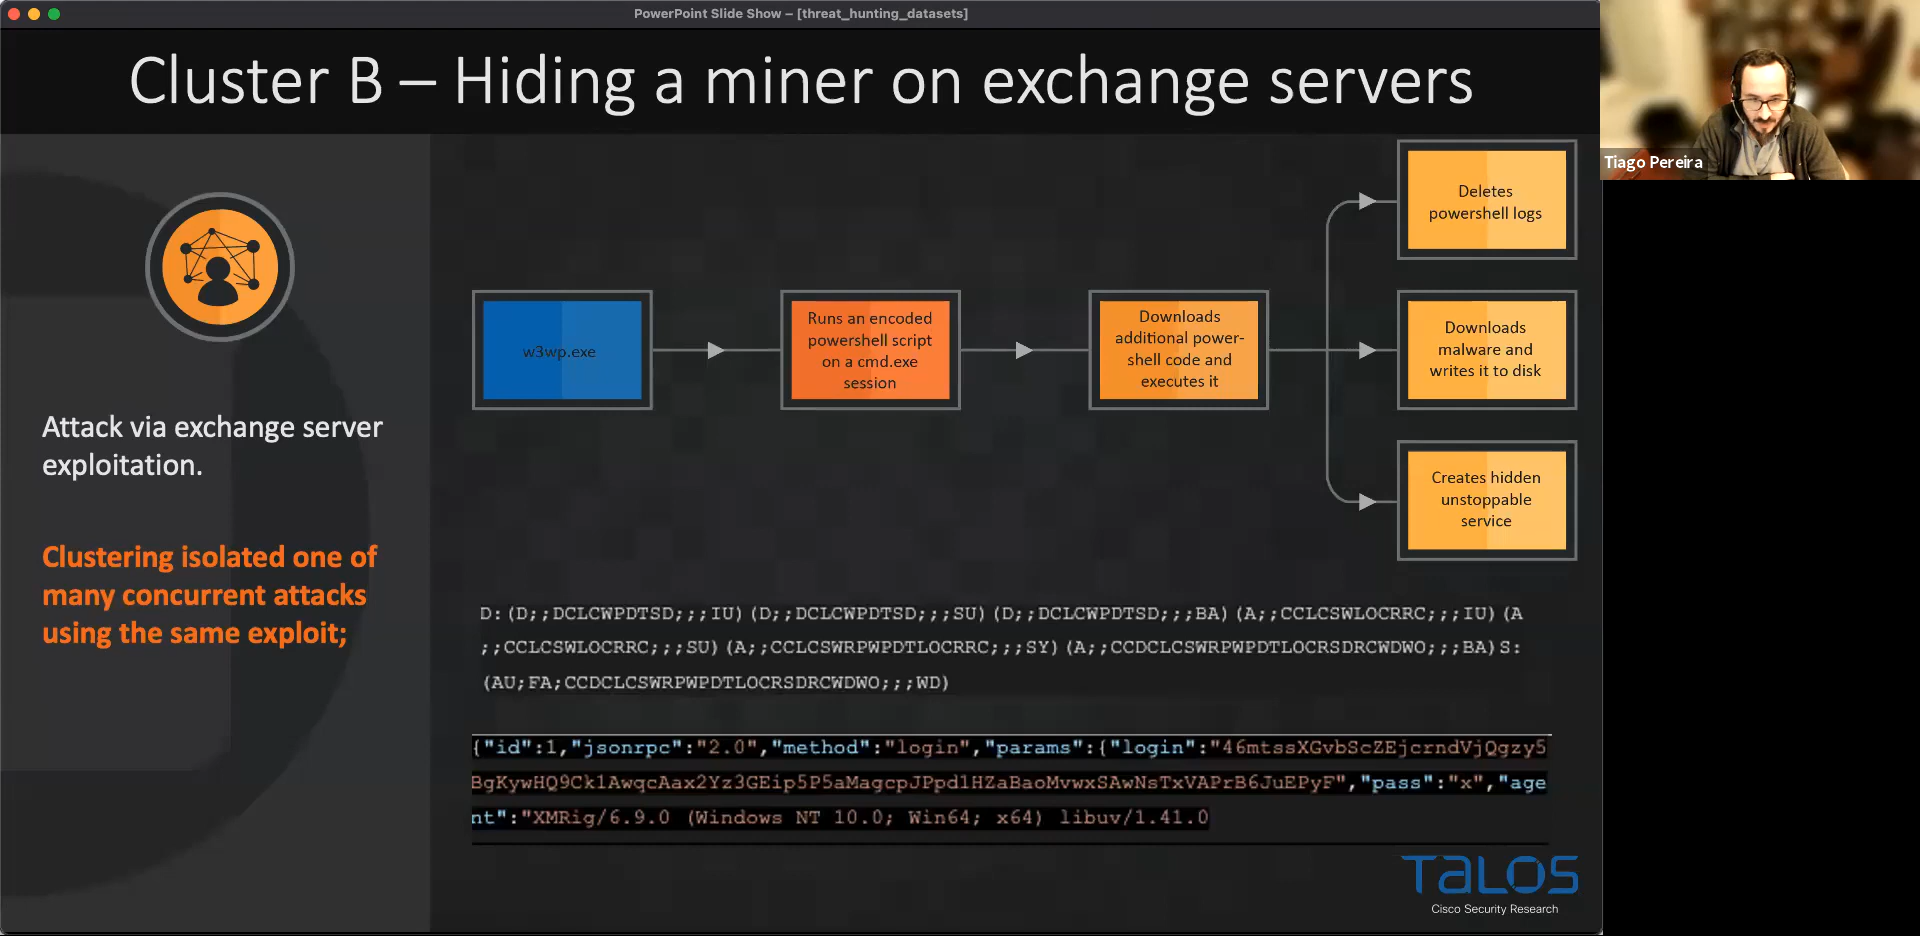 PowerPoint Slide Show – [threat_hunting_datasets]
Cluster B – Hiding a miner on exchange servers
Tiago Pereira
Attack via exchange server
exploitation.
Clustering isolated one of
many concurrent attacks
using the same exploit;
w3wp.exe
Runs an encoded
powershell script
on a cmd.exe
session
Downloads
additional power-
shell code and
executes it
Deletes
powershell logs
Downloads
malware and
writes it to disk
Creates hidden
unstoppable
service
D:(D;;DCLCWPDTSD;;;IU)(D;;DCLCWPDTSD;;;SU)(D;;DCLCWPDTSD;;;BA)(A;;CCLCSWLOCRRC;;;IU)(A
;;CCLCSWLOCRRC;;;SU)(A;;CCLCSWRPWPDTLOCRRC;;;SY)(A;;CCDCLCSWRPWPDTLOCRSDRCWDWO;;;BA)S:
(AU;FA;CCDCLCSWRPWPDTLOCRSDRCWDWO;;;WD)
{"id":1,"jsonrpc":"2.0","method":"login","params":{"login":"46mtssXGvbScZEjcrndVjQgzy5
BgKywHQ9Ck1AwqcAax2Yz3GEip5P5aMagcpJPpd1HZaBaoMvwxSAwNsTxVAPrB6JuEPyF","pass":"x","age
nt":"XMRig/6.9.0 (Windows NT 10.0; Win64; x64) libuv/1.41.0
TALOS
Cisco Security Research